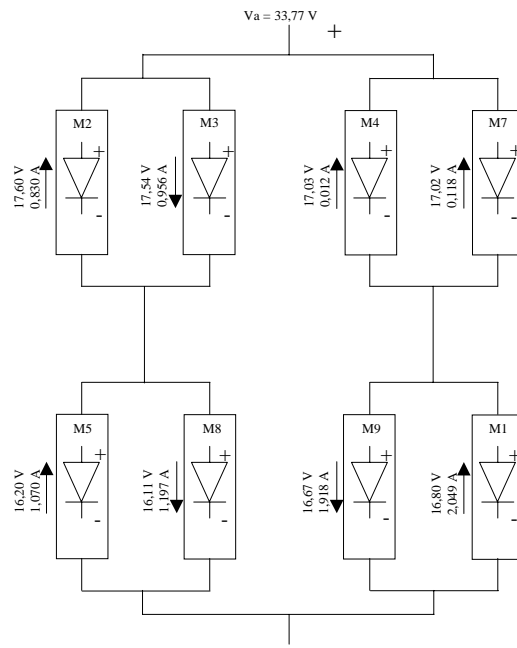 Va = 33,77 V
+
M2
+
-
17,60 V
0,830 A
M3
+
-
17,54 V
0,956 A
M4
+
-
17,03 V
0,012 A
M7
+
-
17,02 V
0,118 A
M5
+
-
16,20 V
1,070 A
M8
+
-
16,11 V
1,197 A
M9
+
-
16,67 V
1,918 A
M1
+
-
16,80 V
2,049 A